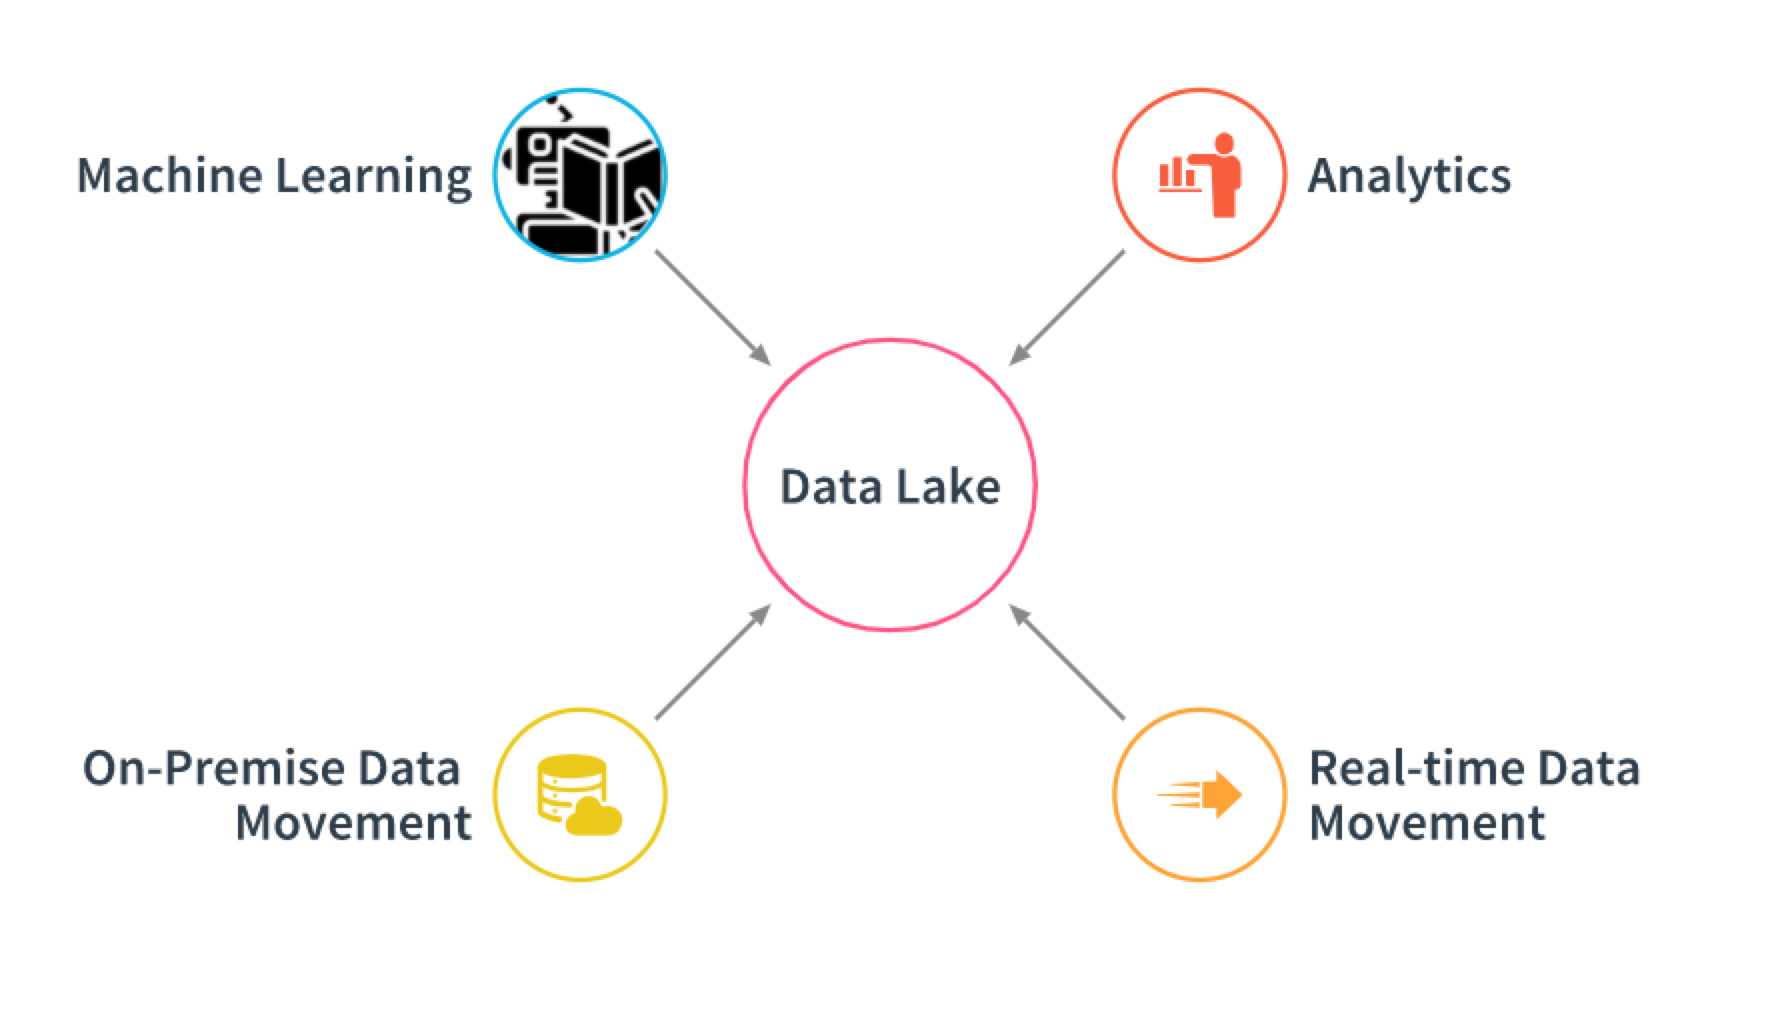 Machine Learning
Analytics
Data Lake
On-Premise Data
Movement
Real-time Data
Movement